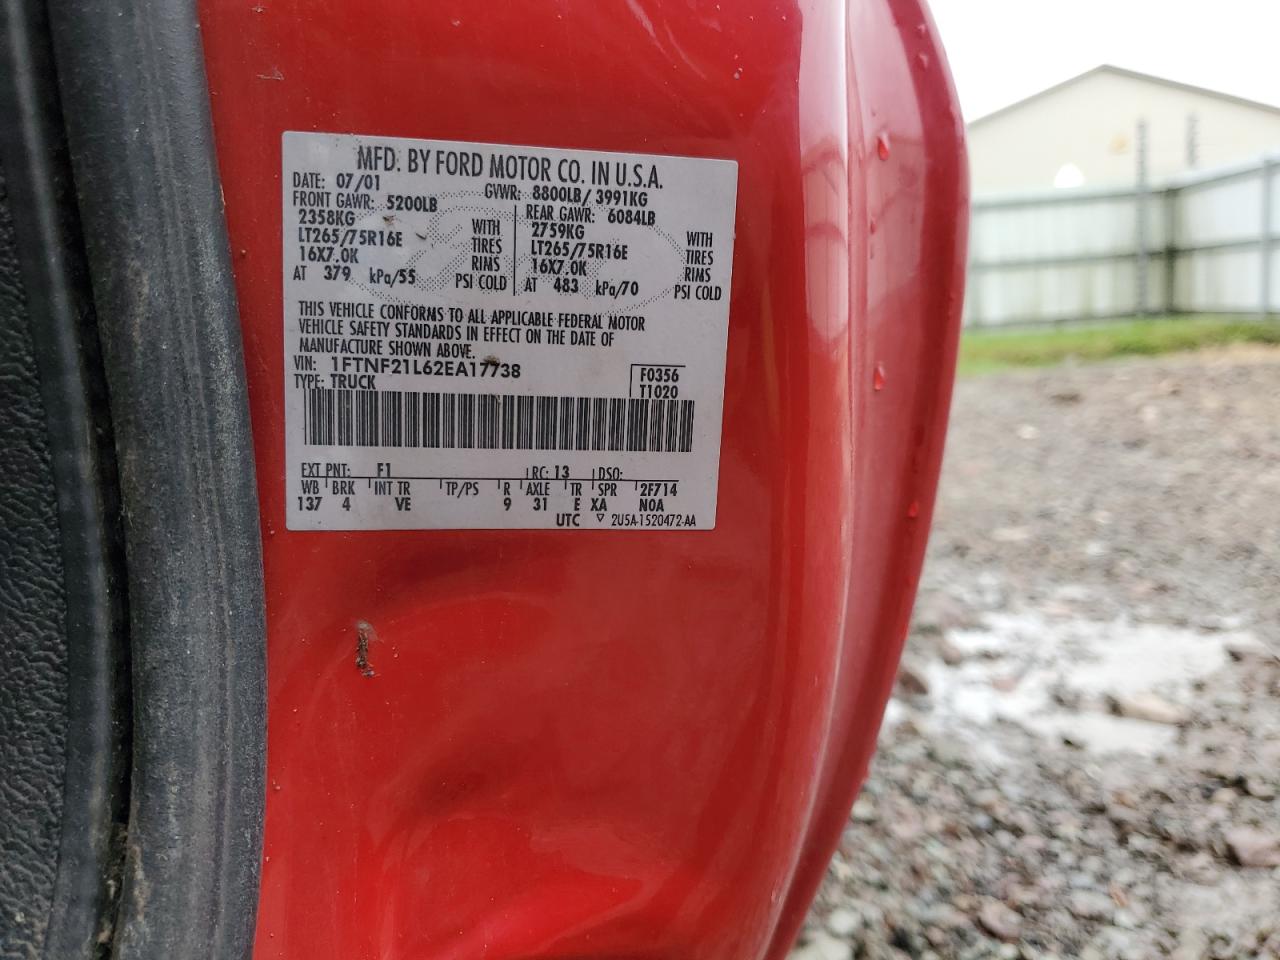 MFD. BY FORD MOTOR CO. IN U.S.A.
DATE: 07/01 GVWR: 8800LB/ 3991KG
FRONT GAWR: 5200LB REAR GAWR: 6084LB
2358KG WITH 2759KG WITH
LT265/75R16E TIRES LT265/75R16E TIRES
16X7.0K RIMS 16X7.0K RIMS
AT 379 kPa/55 PSI COLD AT 483 kPa/70 PSI COLD
THIS VEHICLE CONFORMS TO ALL APPLICABLE FEDERAL MOTOR
VEHICLE SAFETY STANDARDS IN EFFECT ON THE DATE OF
MANUFACTURE SHOWN ABOVE.
VIN: 1FTNF21L62EA17738 F0356
TYPE: TRUCK T1020
EXT PNT: F1 RC: 13 DSO:
WB BRK INT TR TP/PS R AXLE TR SPR 2F714
137 4 VE 9 31 E XA N0A
UTC ▽ 2U5A-1520472-AA